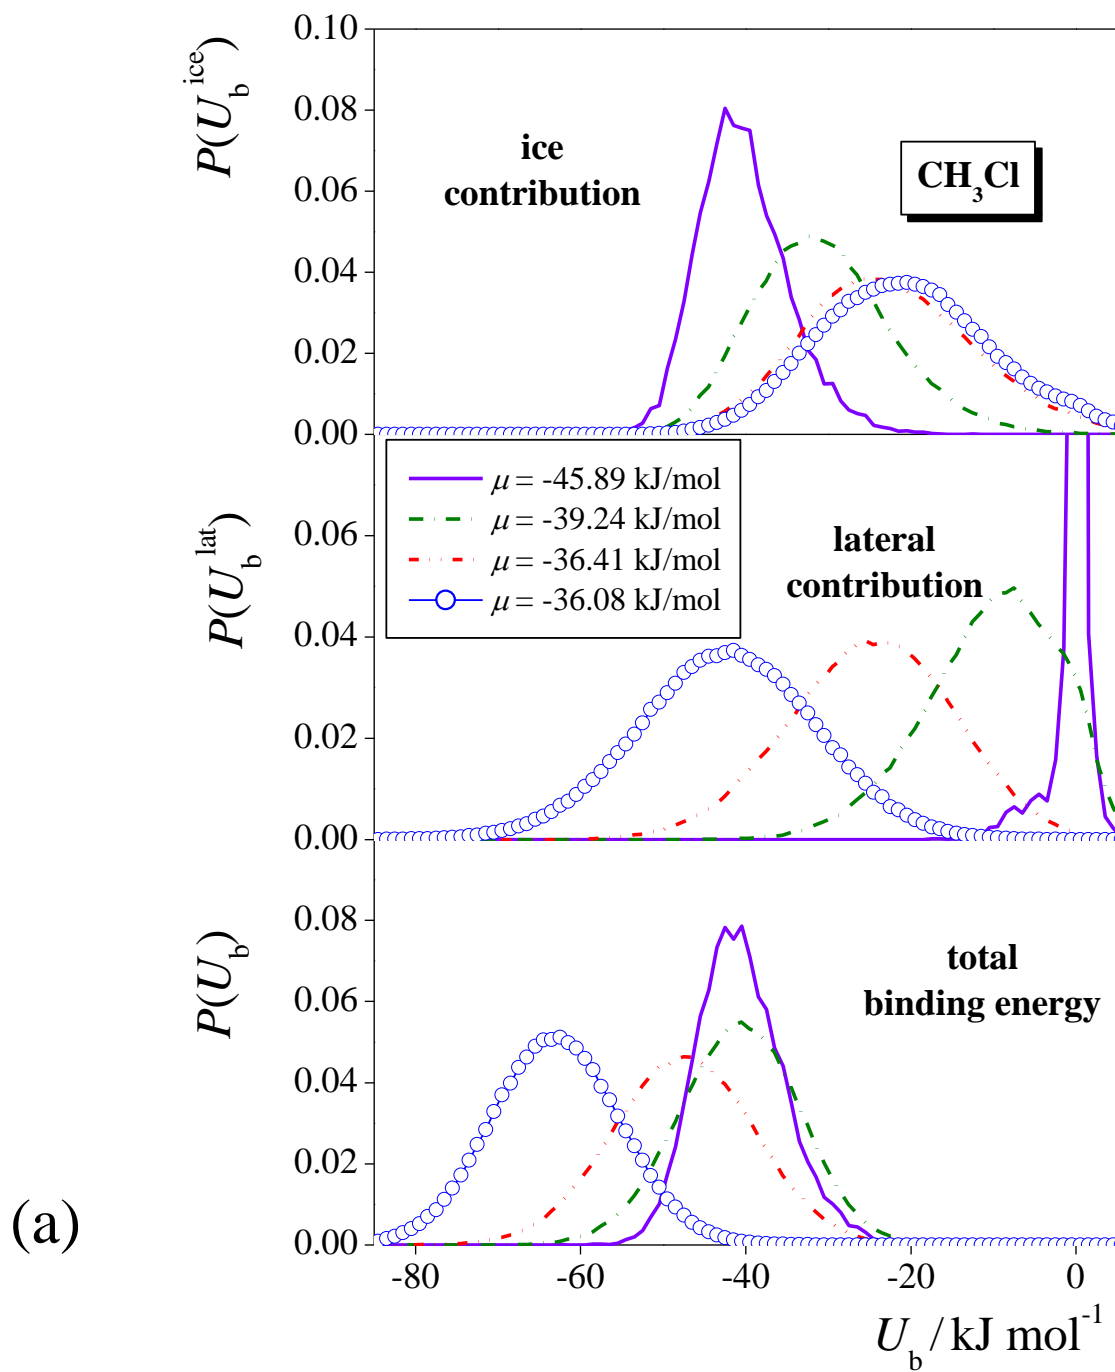 0.10
P(U_b^ice)
0.08
ice
contribution
CH₃Cl
0.06
0.04
0.02
0.00
P(U_b^lat)
μ = -45.89 kJ/mol
μ = -39.24 kJ/mol
μ = -36.41 kJ/mol
μ = -36.08 kJ/mol
lateral
contribution
0.06
0.04
0.02
0.00
P(U_b)
0.08
total
binding energy
0.06
0.04
0.02
(a)
0.00
-80 -60 -40 -20 0
U_b / kJ mol⁻¹